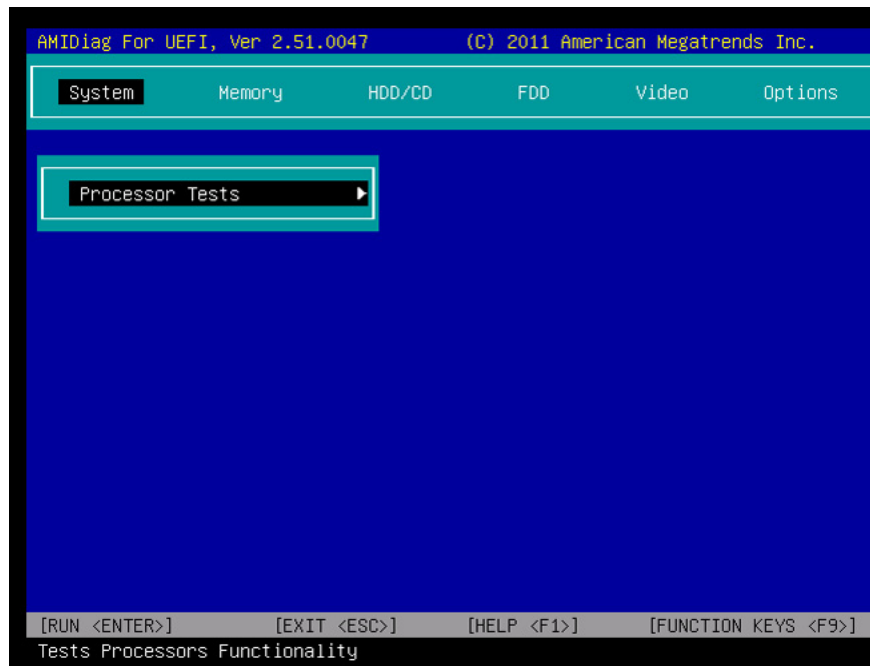 AMIDiag For UEFI, Ver 2.51.0047 (C) 2011 American Megatrends Inc.
System Memory HDD/CD FDD Video Options
Processor Tests
[RUN <ENTER>] [EXIT <ESC>] [HELP <F1>] [FUNCTION KEYS <F9>]
Tests Processors Functionality